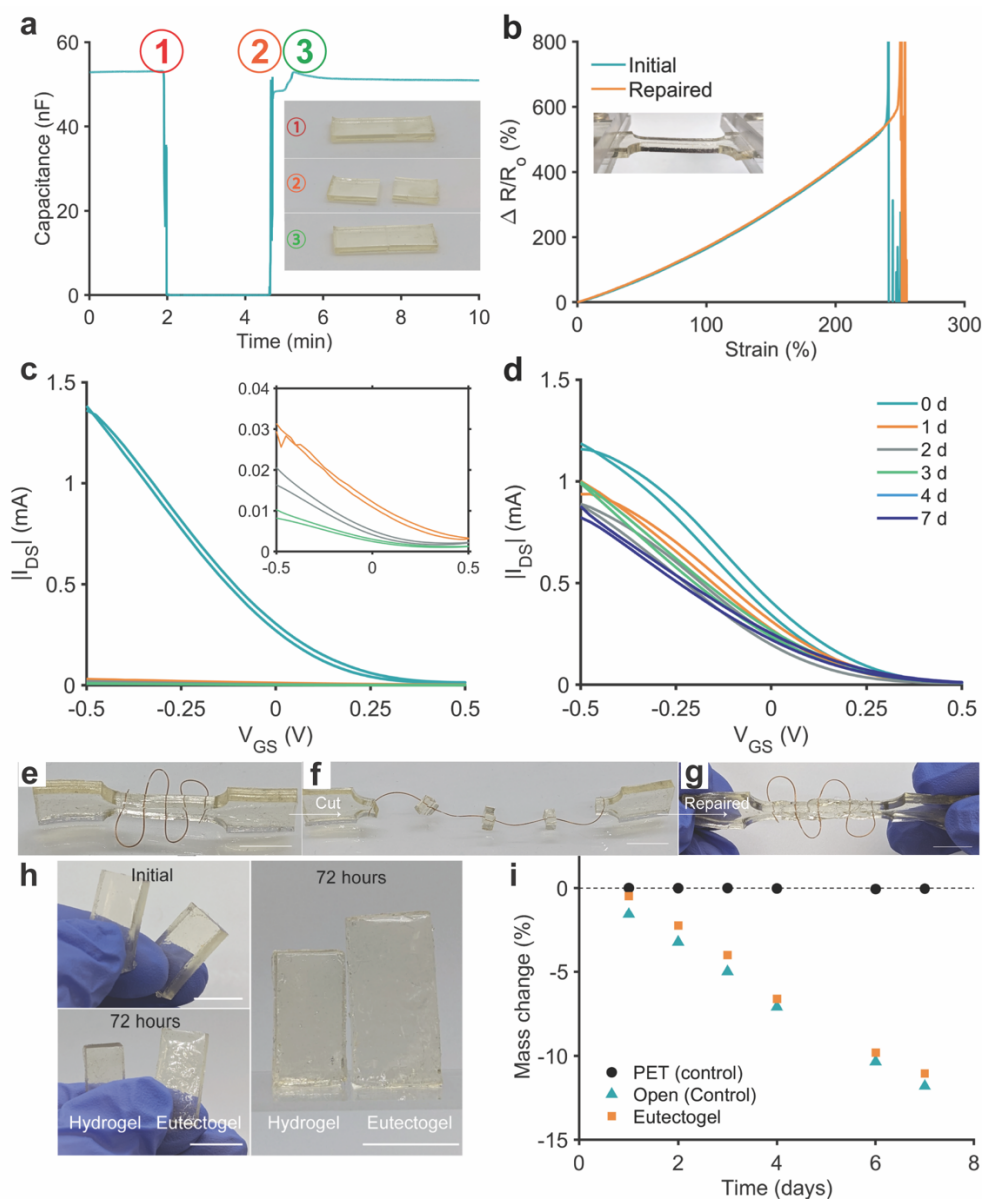 a
60
50
40
30
20
10
0
Capacitance (nF)
0 2 4 6 8 10
Time (min)
1 2 3
①
②
③
b
800
600
400
200
0
Δ R/R₀ (%)
Initial
Repaired
0 100 200 300
Strain (%)
c
1.5
1
0.5
0
|I_DS| (mA)
-0.5 -0.25 0 0.25 0.5
V_GS (V)
0.04
0.03
0.02
0.01
0
-0.5 0 0.5
d
1.5
1
0.5
0
|I_DS| (mA)
0 d
1 d
2 d
3 d
4 d
7 d
-0.5 -0.25 0 0.25 0.5
V_GS (V)
e
f
Cut
g
Repaired
h
Initial
72 hours
Hydrogel Eutectogel
72 hours
Hydrogel Eutectogel
i
0
-5
-10
-15
Mass change (%)
PET (control)
Open (Control)
Eutectogel
0 2 4 6 8
Time (days)